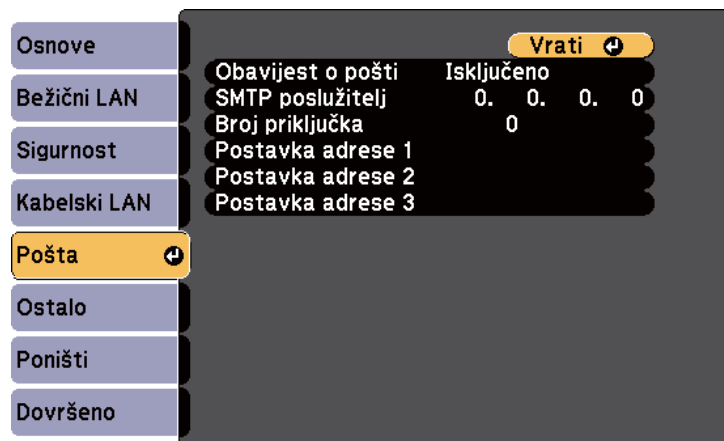 Osnove
Bežični LAN
Sigurnost
Kabelski LAN
Pošta
Ostalo
Poništi
Dovršeno
Vrati
Obavijest o pošti Isključeno
SMTP poslužitelj 0. 0. 0. 0
Broj priključka 0
Postavka adrese 1
Postavka adrese 2
Postavka adrese 3